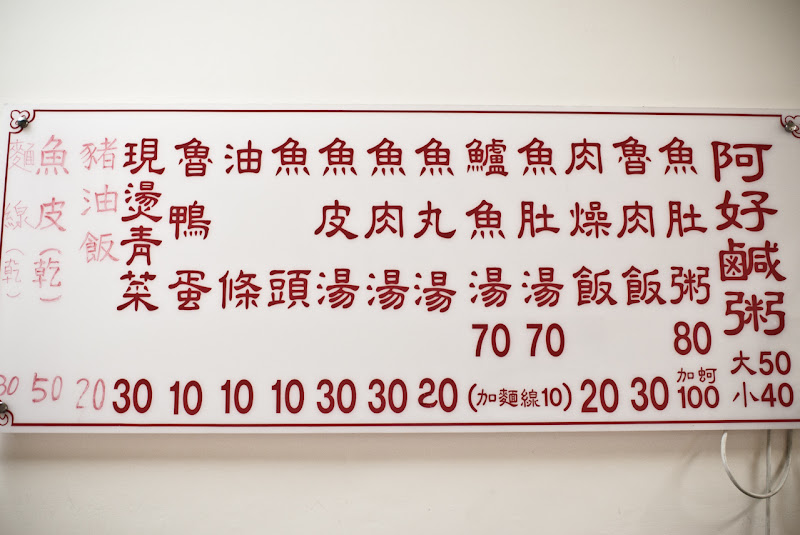 阿好鹹粥 大50 小40
魚肚粥 80 加蚵100
魯肉飯 30
肉燥飯 20
魚肚湯 70
鱸魚湯 70
(加麵線10)
魚丸湯 20
魚肉湯 30
魚皮湯 30
魚頭 10
油條 10
魯鴨蛋 10
現燙青菜 30
豬油飯 20
魚皮(乾) 50
麵線(乾) 30